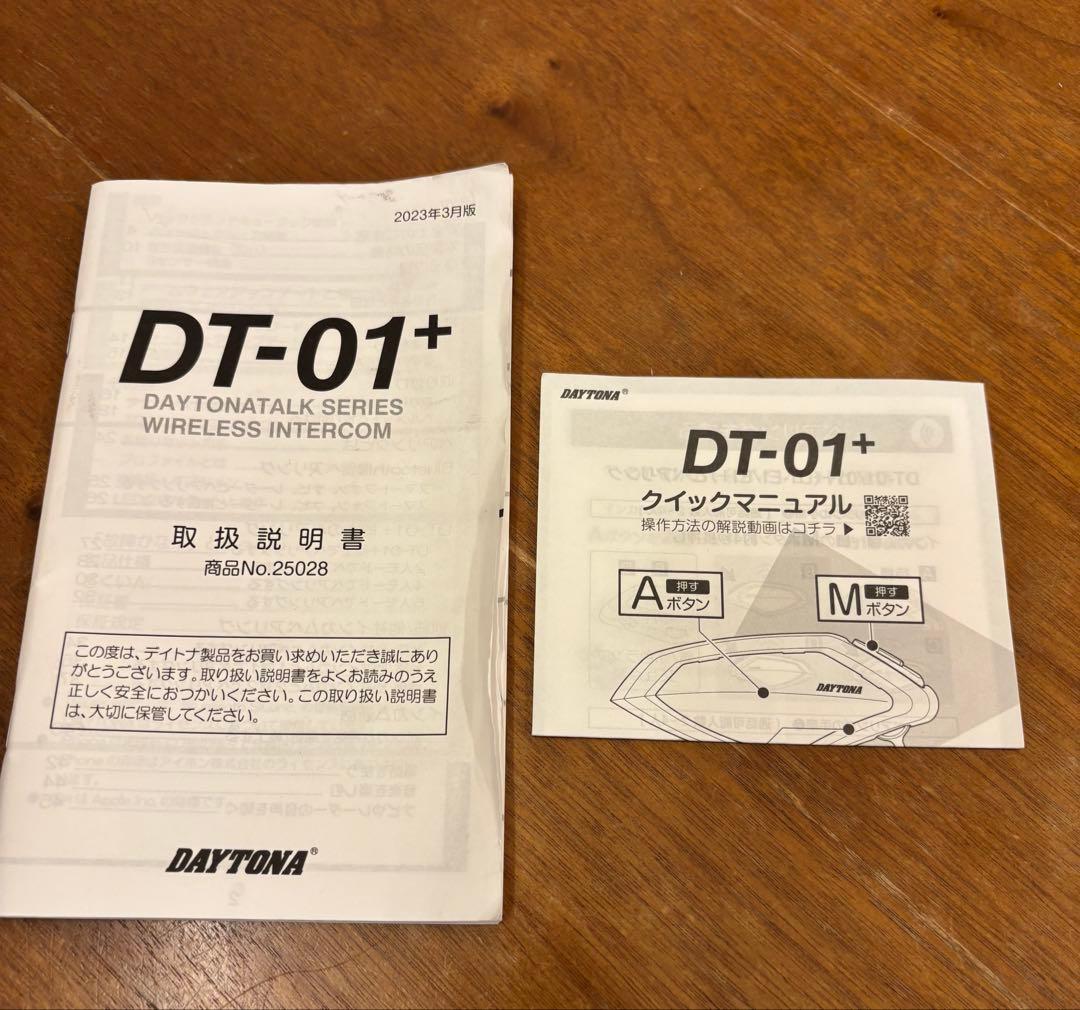 2023年3月版
DT-01+
DAYTONATALK SERIES
WIRELESS INTERCOM
取扱説明書
商品No.25028
この度は、デイトナ製品をお買い求めいただき誠にあり
がとうございます。取り扱い説明書をよくお読みのうえ
正しく安全におつかいください。この取り扱い説明書
は、大切に保管してください。
DAYTONA®
DAYTONA®
DT-01+
クイックマニュアル
操作方法の解説動画はコチラ ▶
A 押す ボタン
M 押す ボタン
DAYTONA